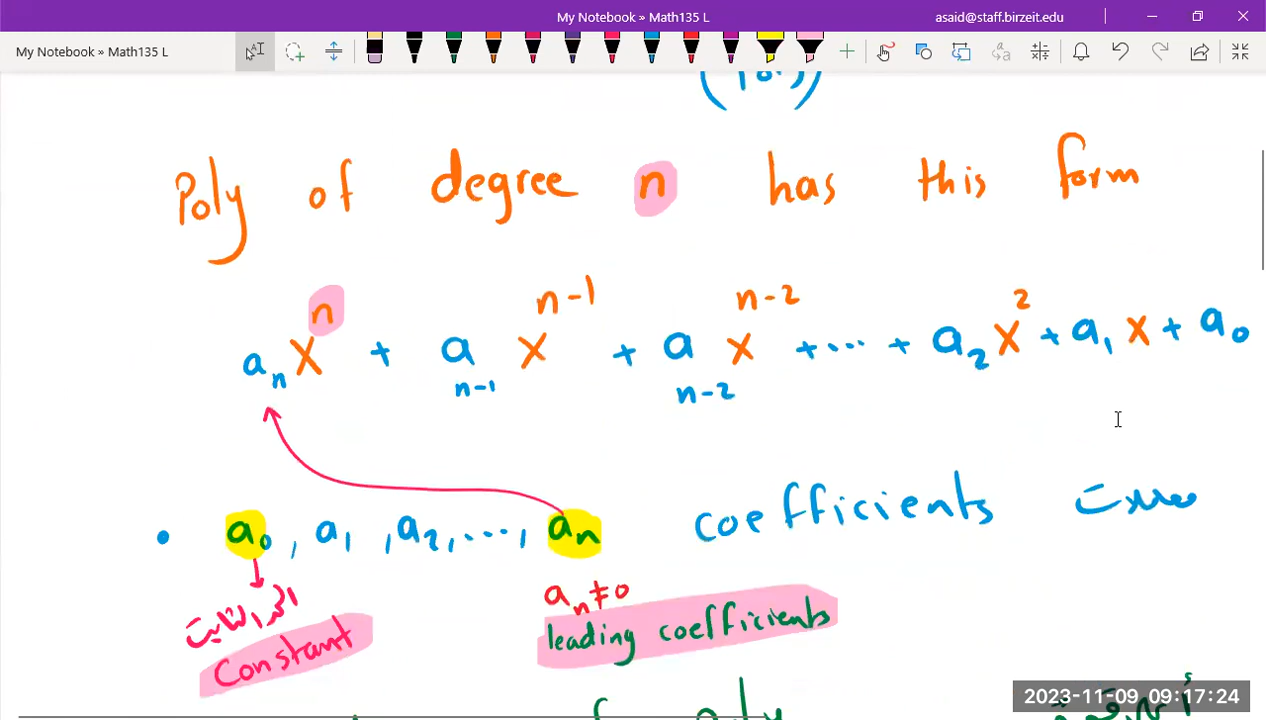 My Notebook » Math135 L
asaid@staff.birzeit.edu
My Notebook » Math135 L
Poly of degree n has this form
aₙxⁿ + aₙ₋₁xⁿ⁻¹ + aₙ₋₂xⁿ⁻² + ... + a₂x² + a₁x + a₀
• a₀, a₁, a₂, ..., aₙ coefficients
aₙ ≠ 0
الحد الثابت
leading coefficients
Constant
2023-11-09 09:17:24